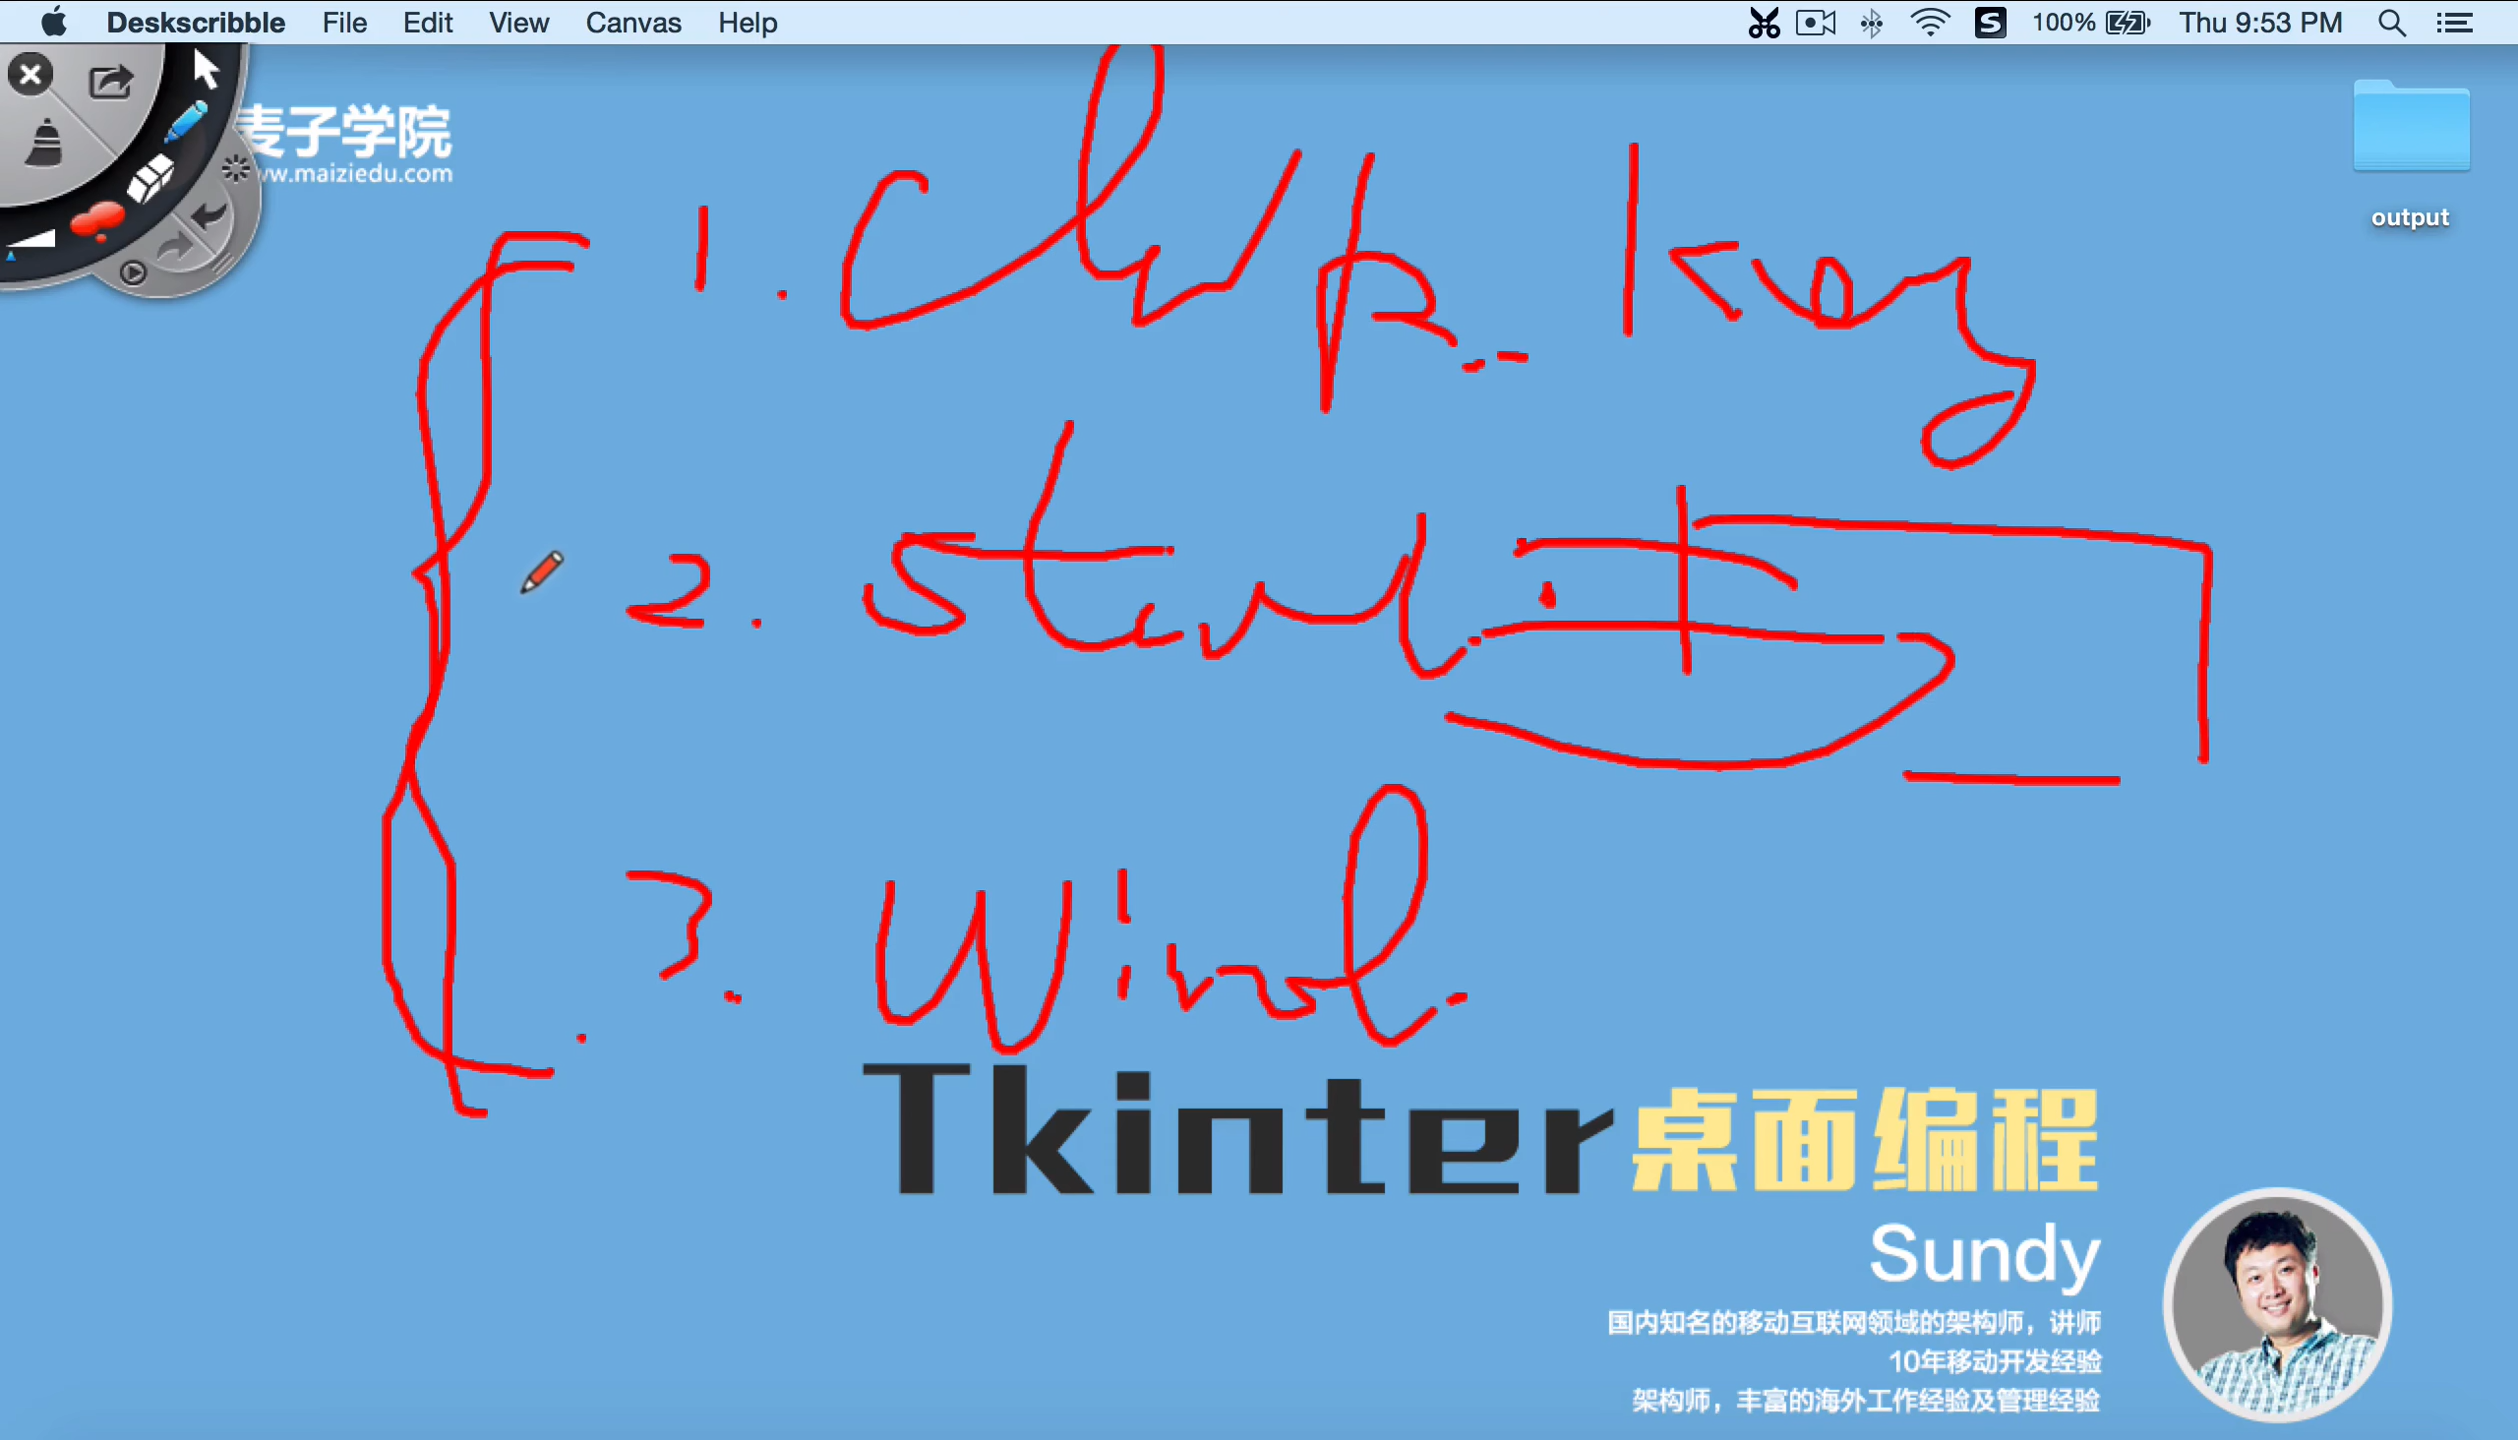 Deskscribble File Edit View Canvas Help 100% Thu 9:53 PM
麦子学院
ww.maiziedu.com
output
1.
2.
3. Wind
Tkinter桌面编程
Sundy
国内知名的移动互联网领域的架构师，讲师
10年移动开发经验
架构师，丰富的海外工作经验及管理经验